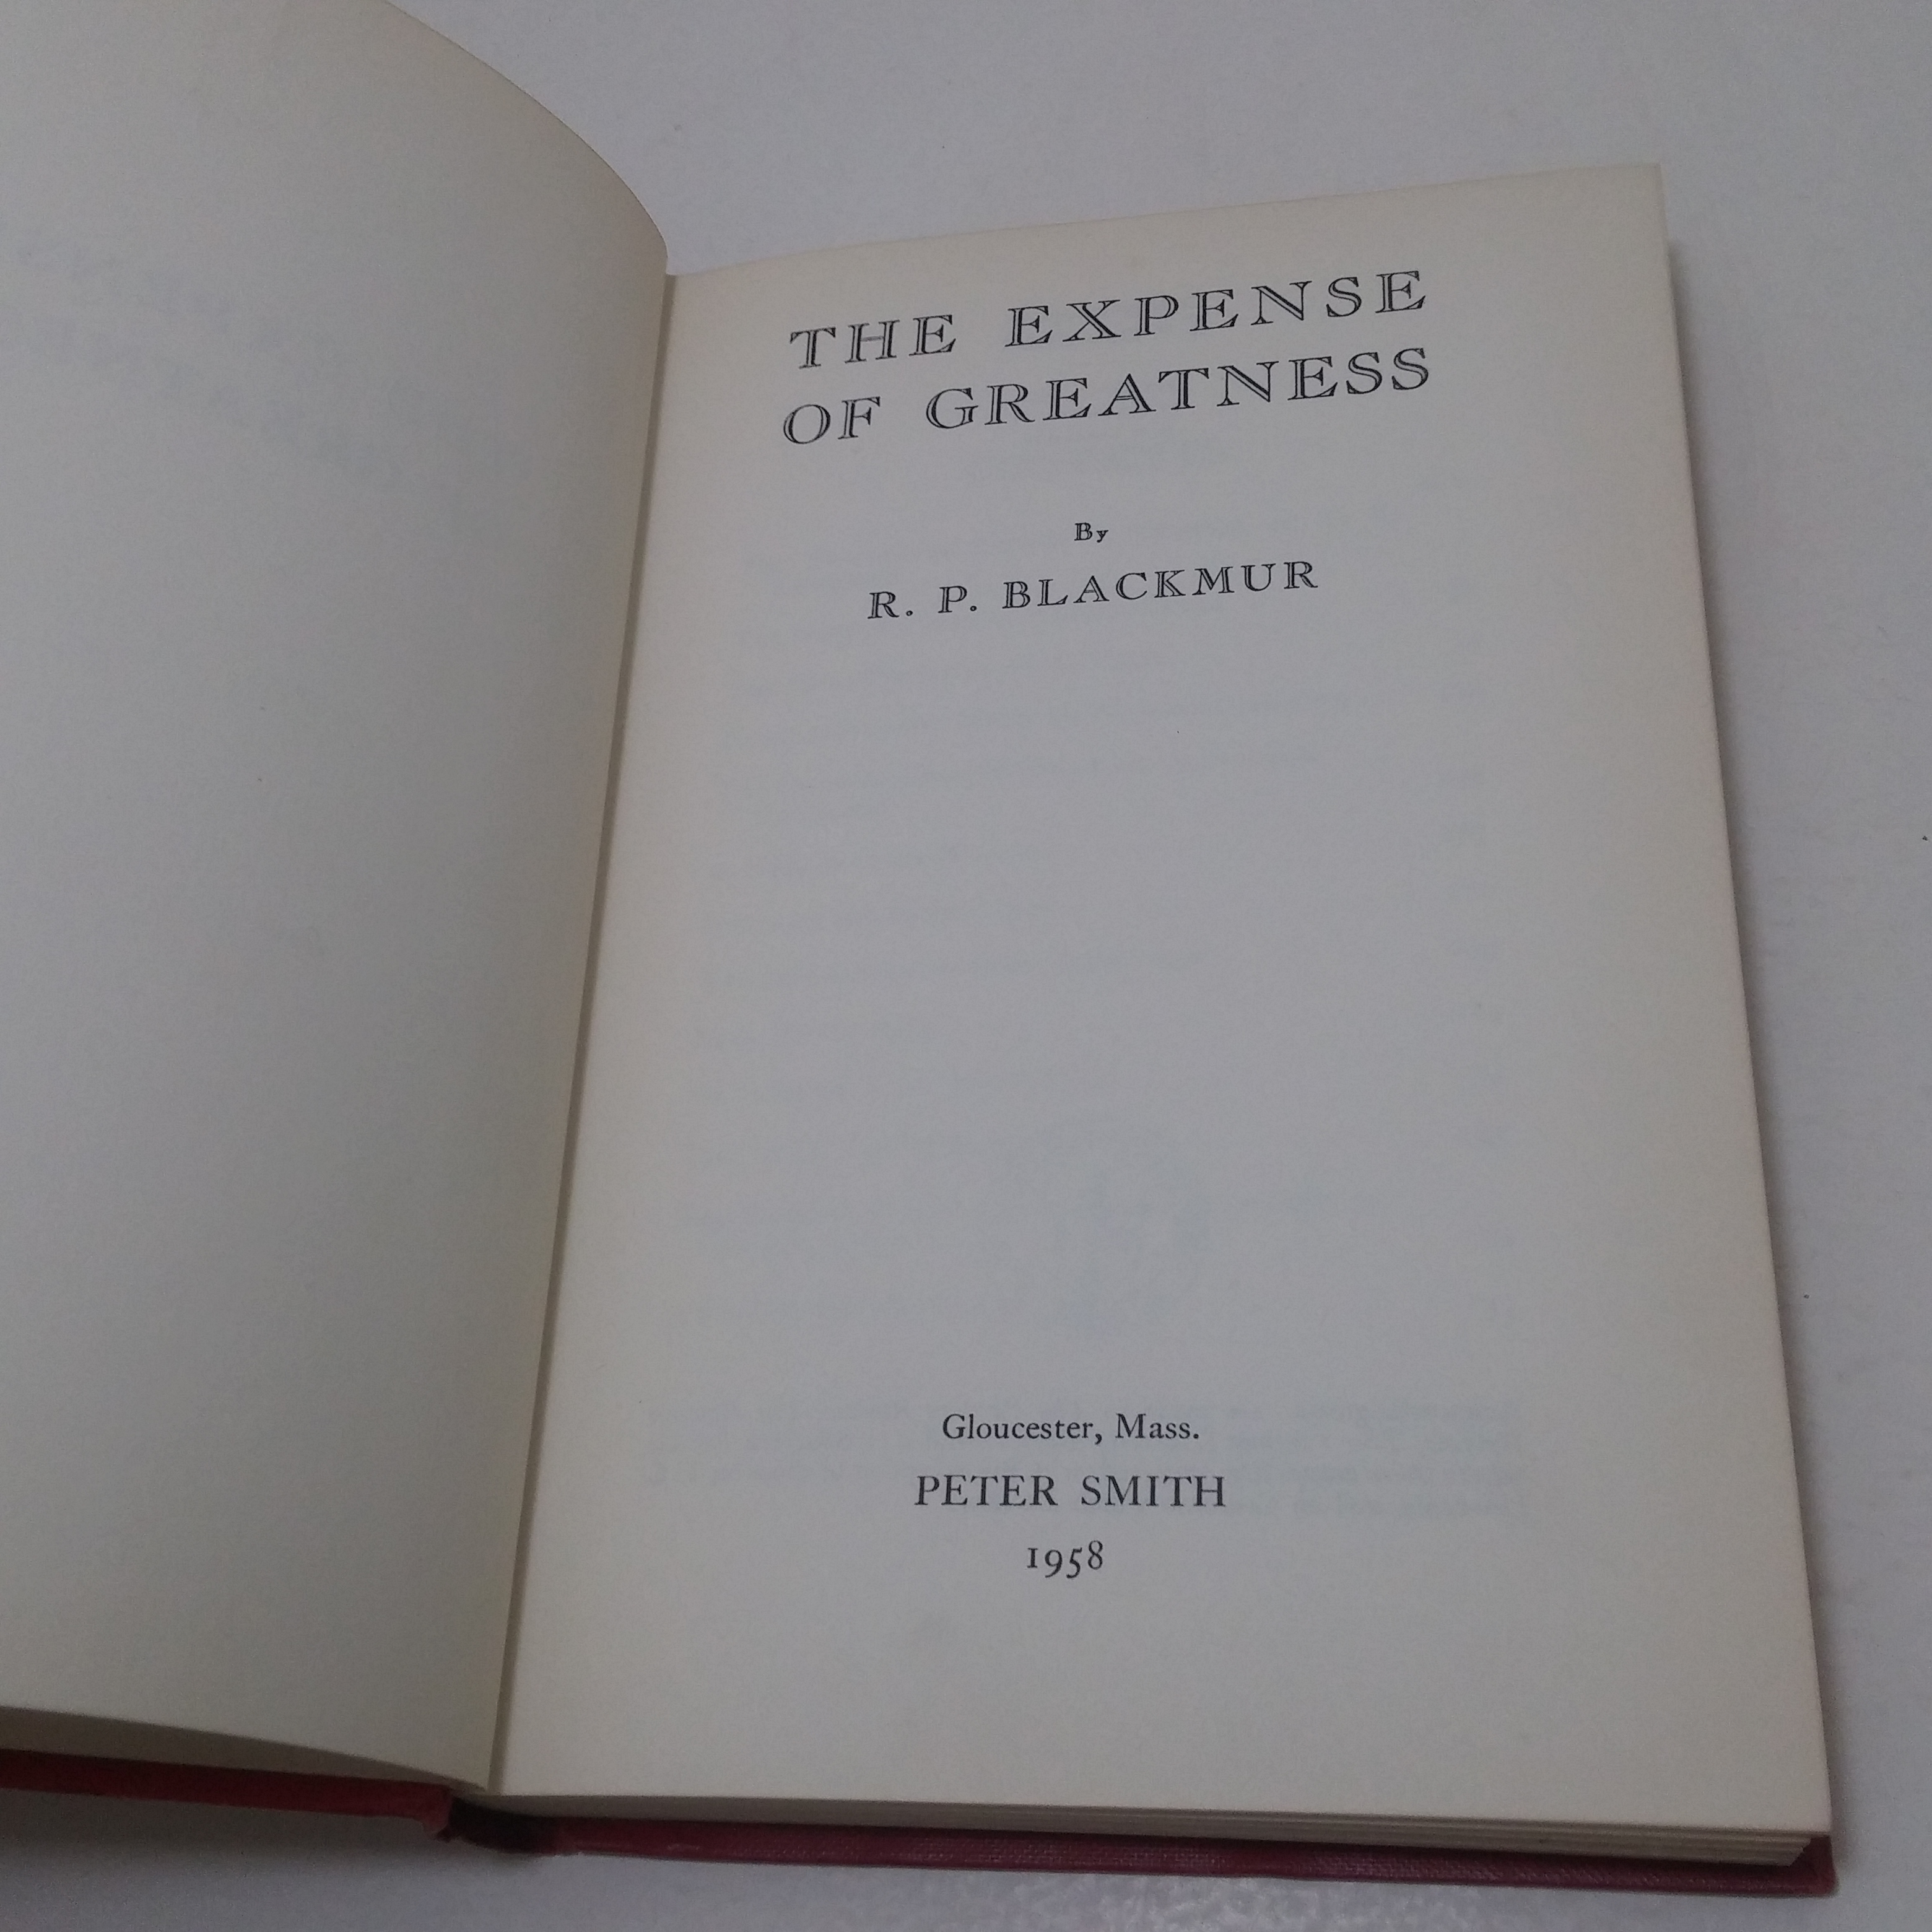 THE EXPENSE
OF GREATNESS
By
R. P. BLACKMUR
Gloucester, Mass.
PETER SMITH
1958